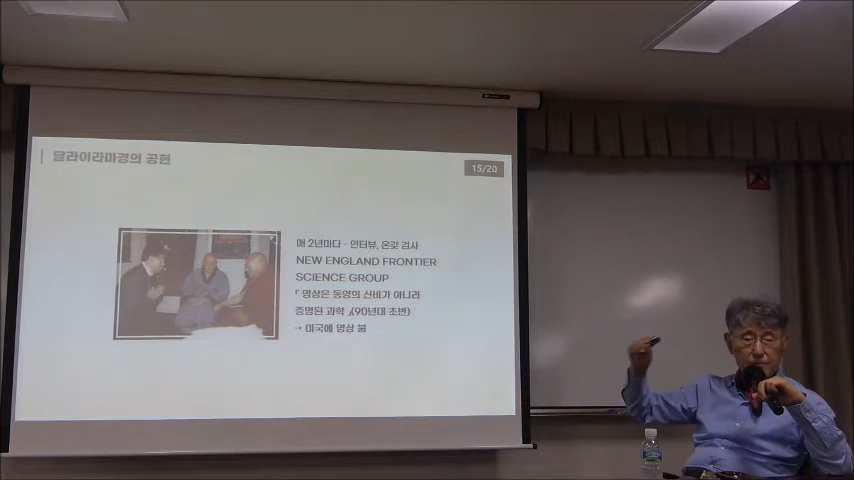 달라이라마경의 공헌
15/20
매 2년마다 - 인터뷰, 온갖 검사
NEW ENGLAND FRONTIER
SCIENCE GROUP
「 명상은 동양의 신비가 아니라
증명된 과학 」(90년대 초반)
→ 미국에 명상 붐